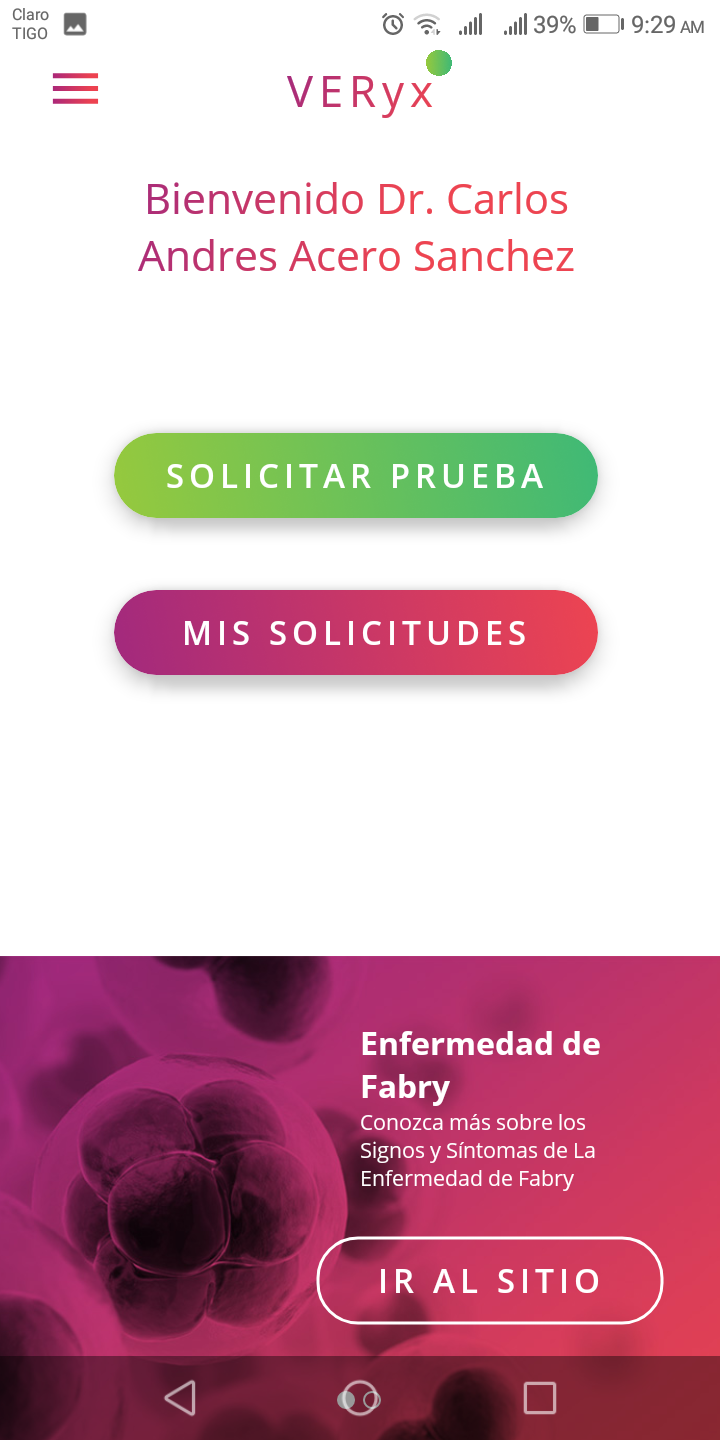 Claro
TIGO
39%
9:29 AM
VERyx
Bienvenido Dr. Carlos
Andres Acero Sanchez
SOLICITAR PRUEBA
MIS SOLICITUDES
Enfermedad de
Fabry
Conozca más sobre los
Signos y Síntomas de La
Enfermedad de Fabry
IR AL SITIO